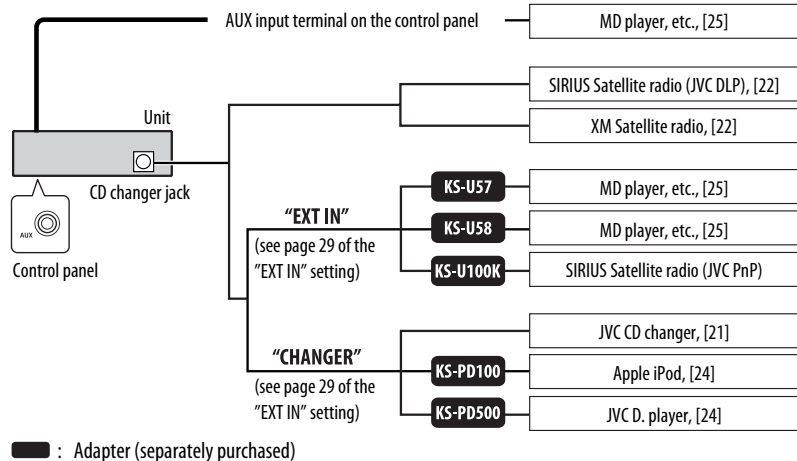 AUX input terminal on the control panel
MD player, etc., [25]
SIRIUS Satellite radio (JVC DLP), [22]
XM Satellite radio, [22]
Unit
CD changer jack
AUX
Control panel
"EXT IN"
(see page 29 of the
"EXT IN" setting)
KS-U57
MD player, etc., [25]
KS-U58
MD player, etc., [25]
KS-U100K
SIRIUS Satellite radio (JVC PnP)
"CHANGER"
(see page 29 of the
"EXT IN" setting)
JVC CD changer, [21]
KS-PD100
Apple iPod, [24]
KS-PD500
JVC D. player, [24]
: Adapter (separately purchased)